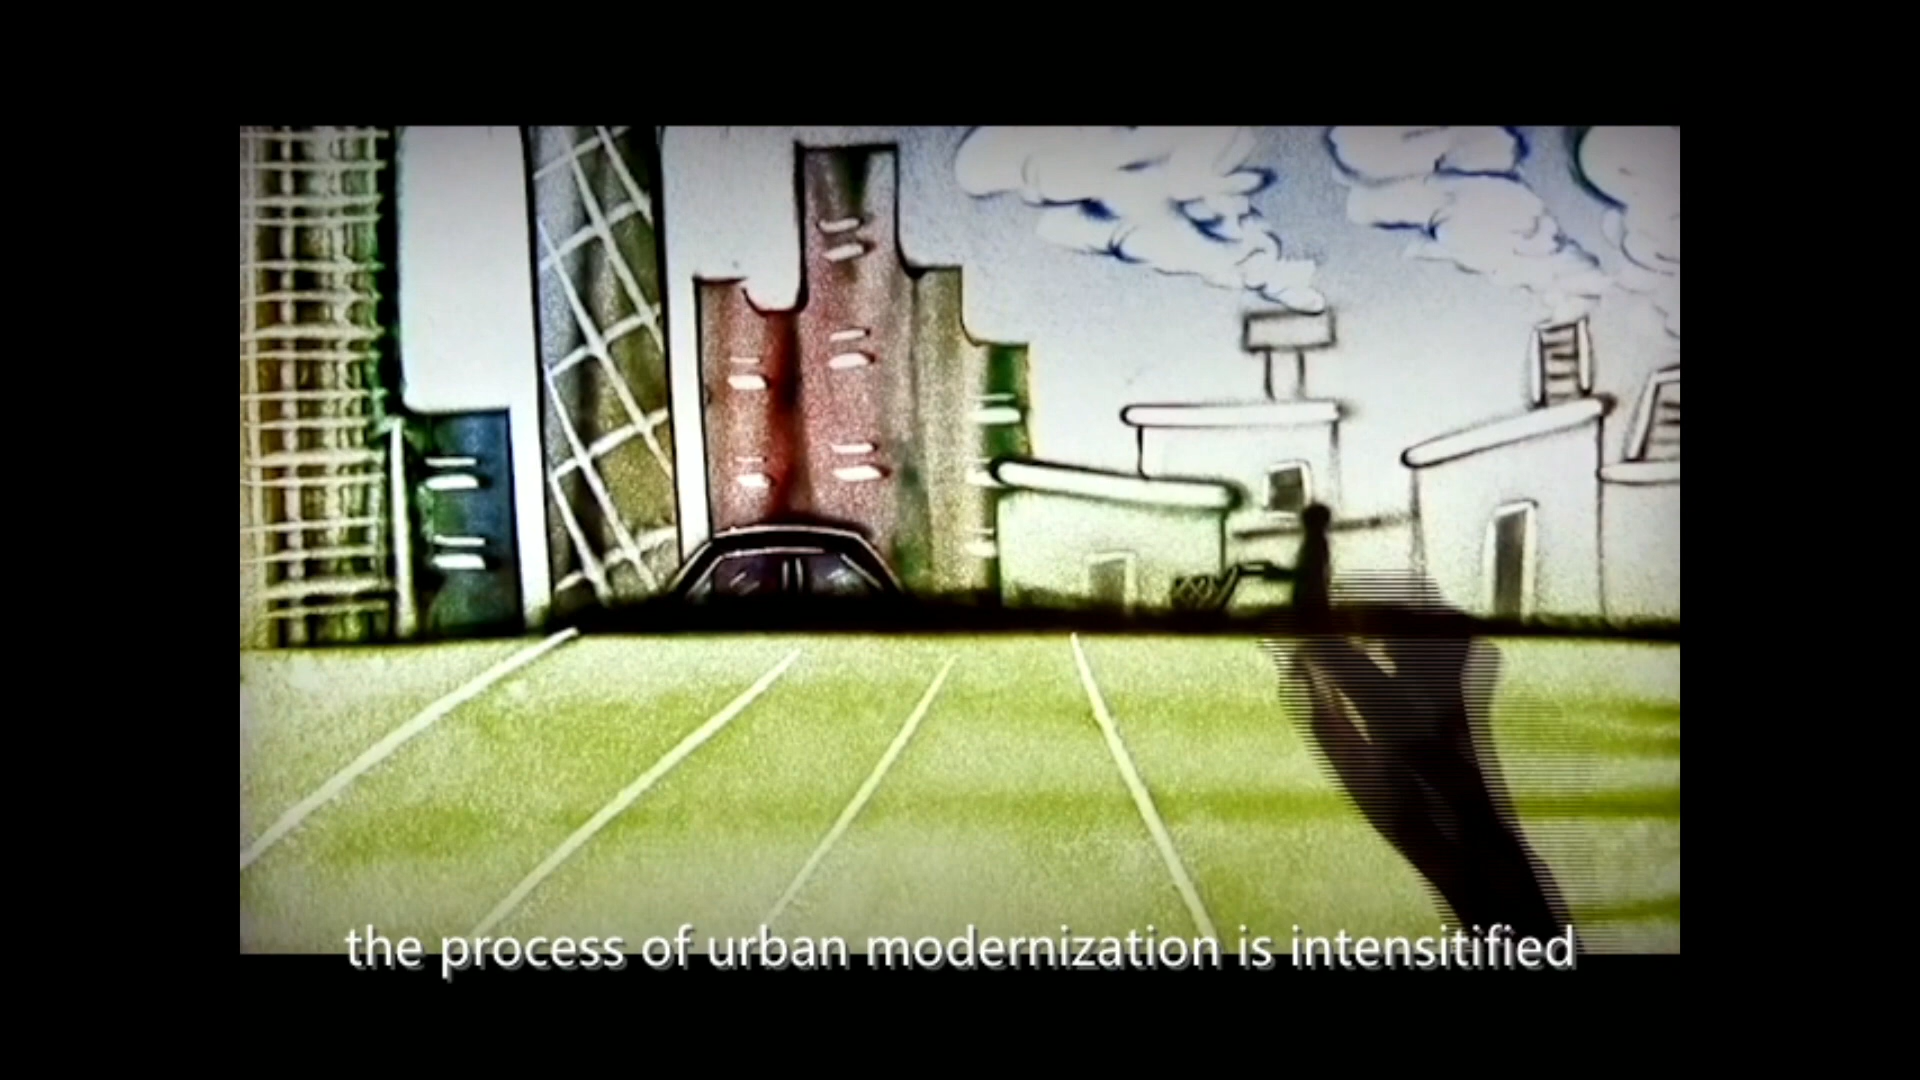 the process of urban modernization is intensitified